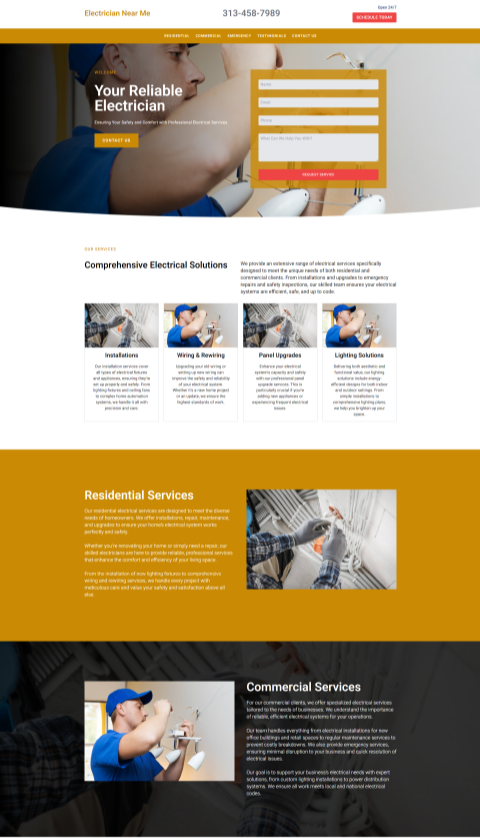 Electrician Near Me
313-458-7989
Open 24/7
SCHEDULE TODAY
RESIDENTIAL COMMERCIAL EMERGENCY TESTIMONIALS CONTACT US
WELCOME
Your Reliable
Electrician
Ensuring Your Safety and Comfort with Professional Electrical Services
CONTACT US
Name
Email
Phone
What Can We Help You With?
REQUEST SERVICE
OUR SERVICES
Comprehensive Electrical Solutions
We provide an extensive range of electrical services specifically
designed to meet the unique needs of both residential and
commercial clients. From installations and upgrades to emergency
repairs and safety inspections, our skilled team ensures your electrical
systems are efficient, safe, and up to code.
Installations
Our installation services cover
all types of electrical fixtures
and appliances, ensuring they're
set up properly and safely. From
lighting fixtures and ceiling fans
to complex home automation
systems, we handle it all with
precision and care.
Wiring & Rewiring
Upgrading your old wiring or
setting up new wiring can
improve the safety and reliability
of your electrical system.
Whether it's a new home project
or an update, we ensure the
highest standards of work.
Panel Upgrades
Enhance your electrical
system's capacity and safety
with our professional panel
upgrade services. This is
particularly crucial if you're
adding new appliances or
experiencing frequent electrical
issues.
Lighting Solutions
Delivering both aesthetic and
functional value, our lighting
solutions include energy
efficient designs for both indoor
and outdoor settings. From
simple installations to
comprehensive lighting plans,
we help you brighten up your
space.
Residential Services
Our residential electrical services are designed to meet the diverse
needs of homeowners. We offer installations, repair, maintenance,
and upgrades to ensure your home's electrical system works
perfectly and safely.
Whether you're renovating your home or simply need a repair, our
skilled electricians are here to provide reliable, professional services
that enhance the comfort and efficiency of your living space.
From the installation of new lighting fixtures to comprehensive
wiring and rewiring services, we handle every project with
meticulous care and value your safety and satisfaction above all
else.
Commercial Services
For our commercial clients, we offer specialized electrical services
tailored to the needs of businesses. We understand the importance
of reliable, efficient electrical systems for your operations.
Our team handles everything from electrical installations for new
office buildings and retail spaces to regular maintenance services to
prevent costly breakdowns. We also provide emergency services,
ensuring minimal disruption to your business and quick resolution of
electrical issues.
Our goal is to support your business's electrical needs with expert
solutions, from custom lighting installations to power distribution
systems. We ensure all work meets local and national electrical
codes.